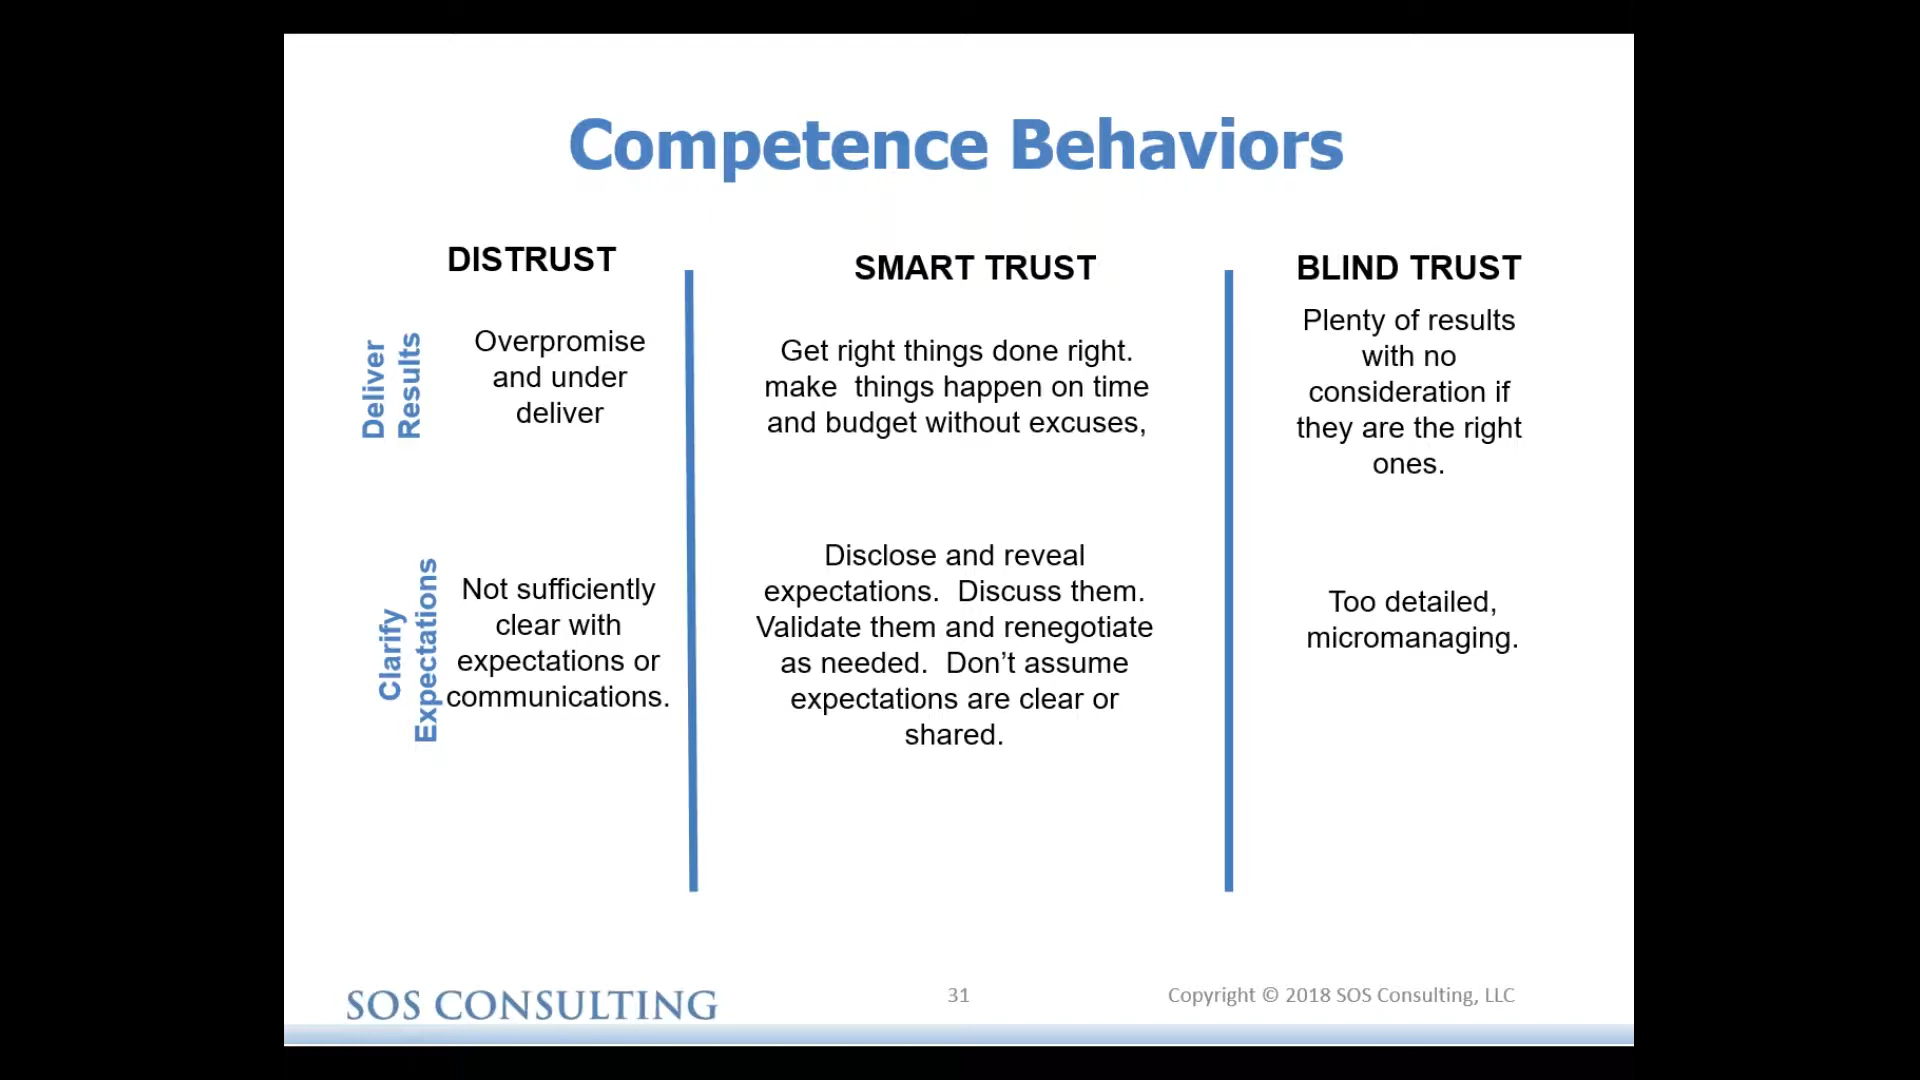 Competence Behaviors
DISTRUST
SMART TRUST
BLIND TRUST
Deliver
Results
Overpromise
and under
deliver
Get right things done right.
make  things happen on time
and budget without excuses,
Plenty of results
with no
consideration if
they are the right
ones.
Clarify
Expectations
Not sufficiently
clear with
expectations or
communications.
Disclose and reveal
expectations.  Discuss them.
Validate them and renegotiate
as needed.  Don’t assume
expectations are clear or
shared.
Too detailed,
micromanaging.
SOS CONSULTING
31
Copyright © 2018 SOS Consulting, LLC